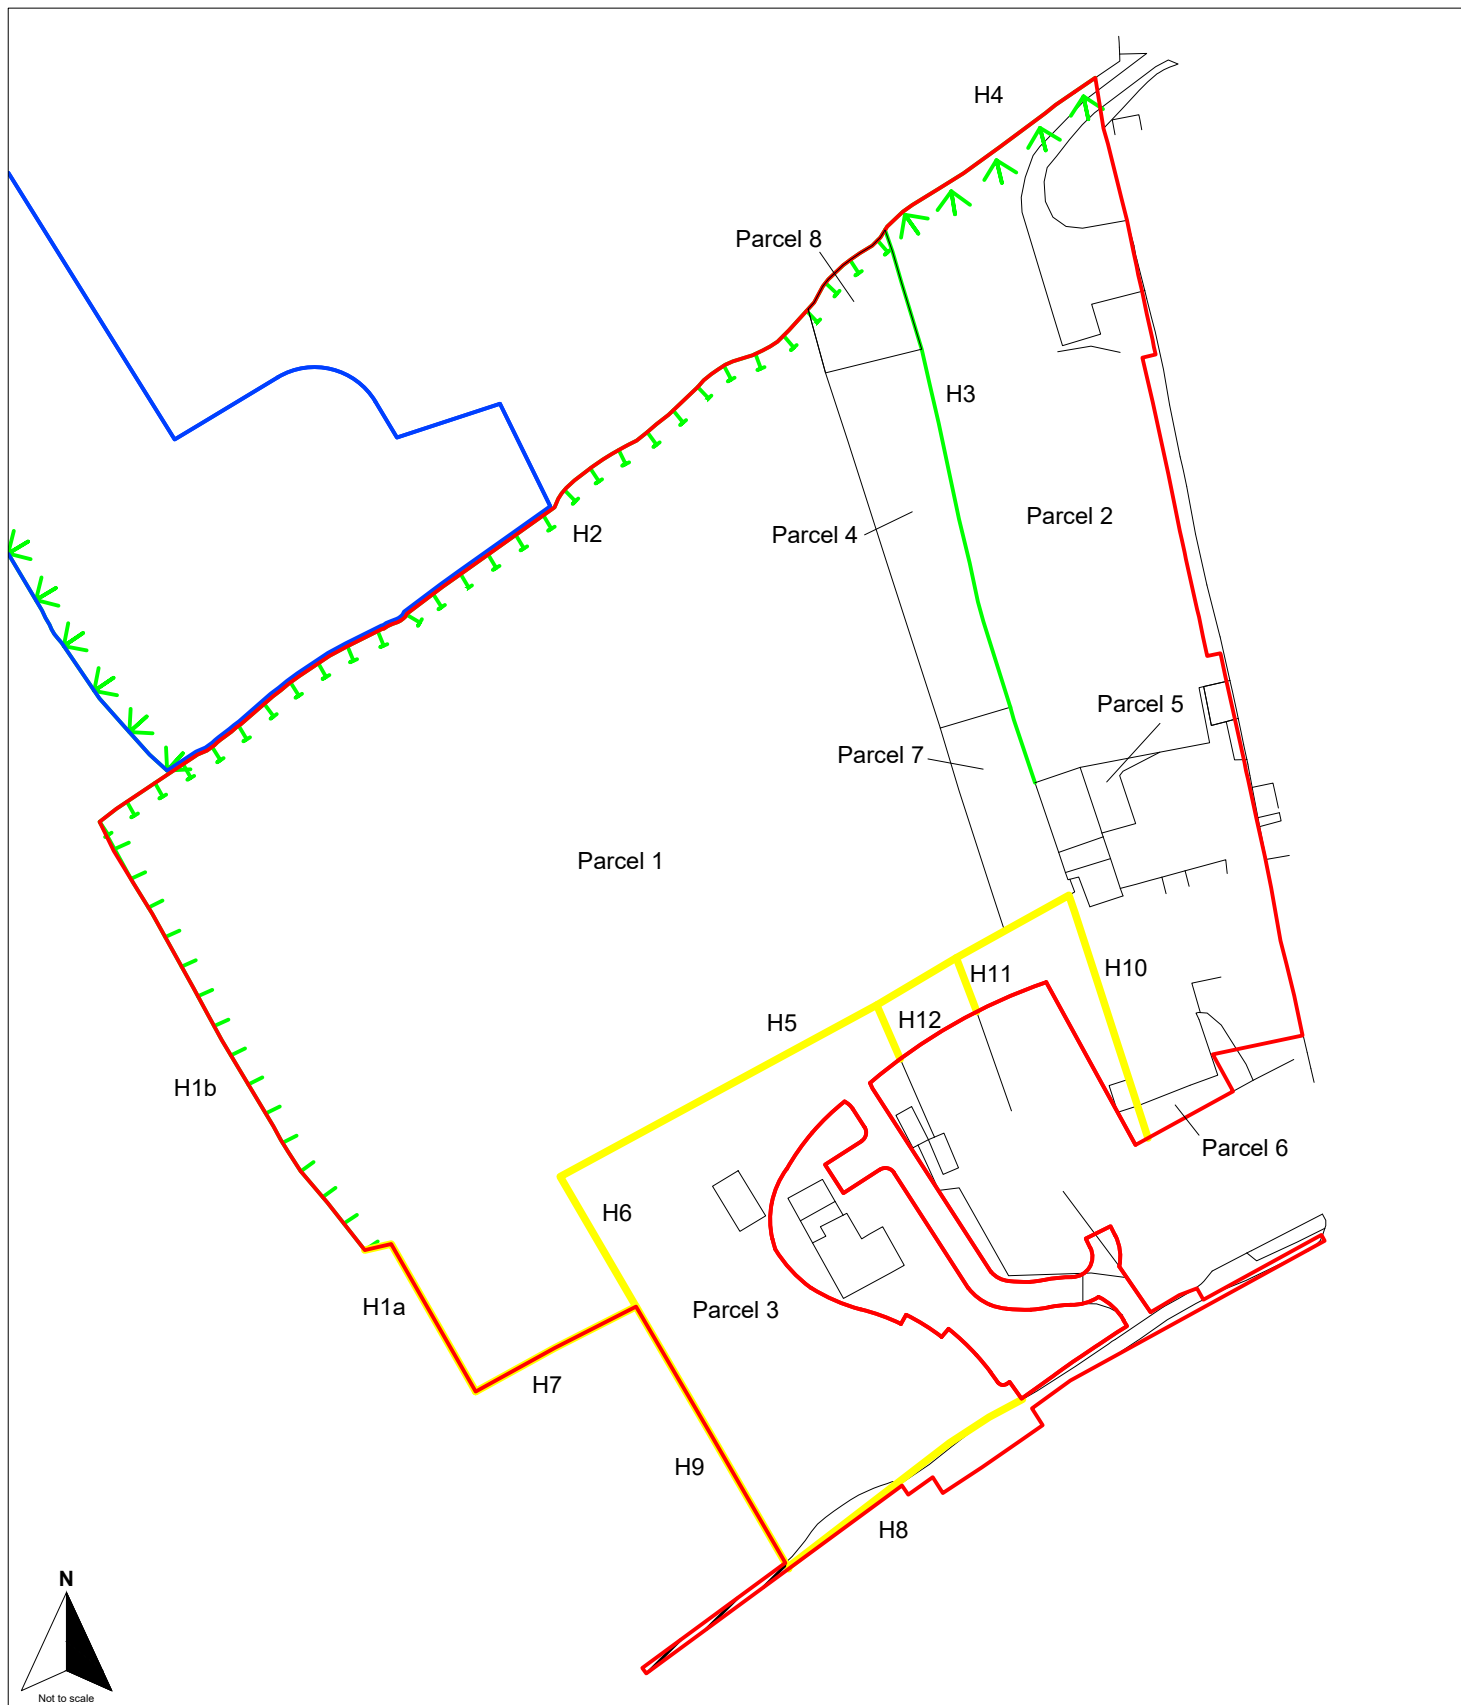 H4
Parcel 8
H3
Parcel 2
Parcel 4
H2
Parcel 5
Parcel 7
Parcel 1
H10
H11
H12
H5
H1b
Parcel 6
H6
H1a
Parcel 3
H7
H9
H8
N
Not to scale